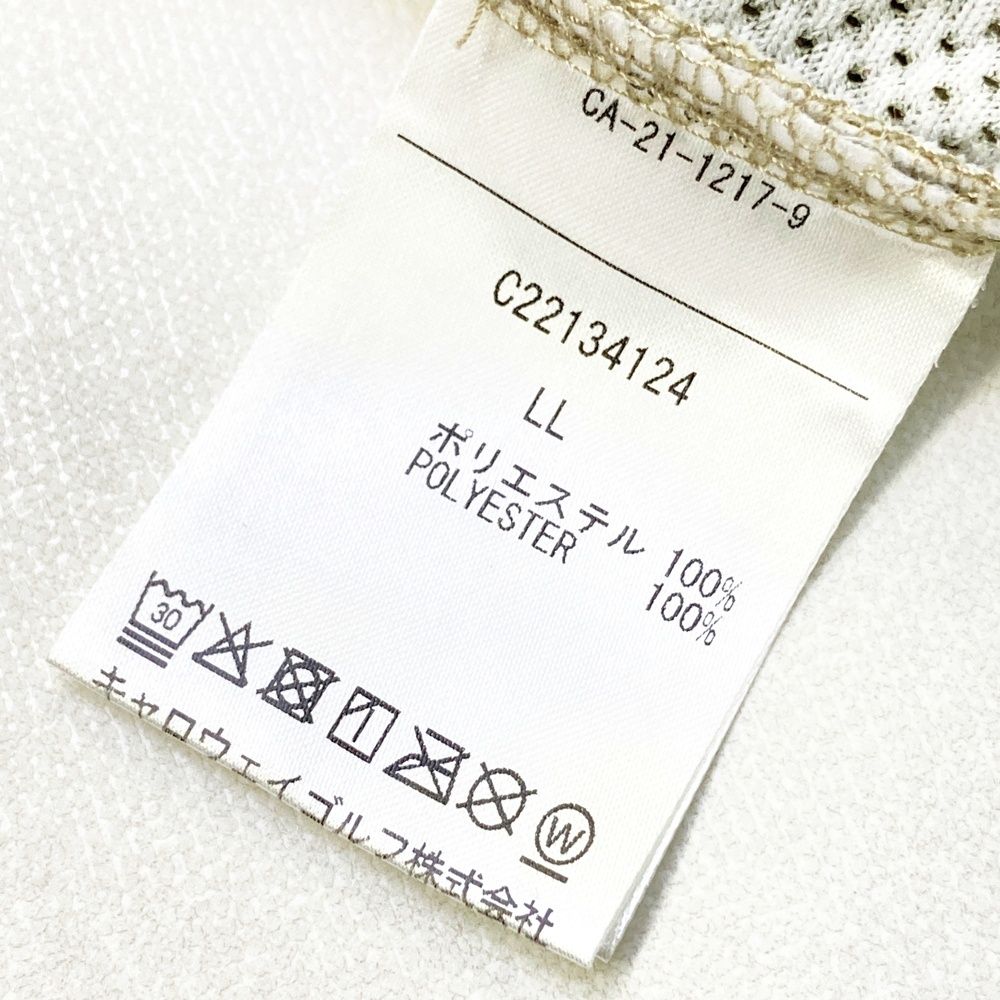 CA-21-1217-9
C22134124
LL
ポリエステル 100%
POLYESTER 100%
30
W
キャロウェイゴルフ株式会社